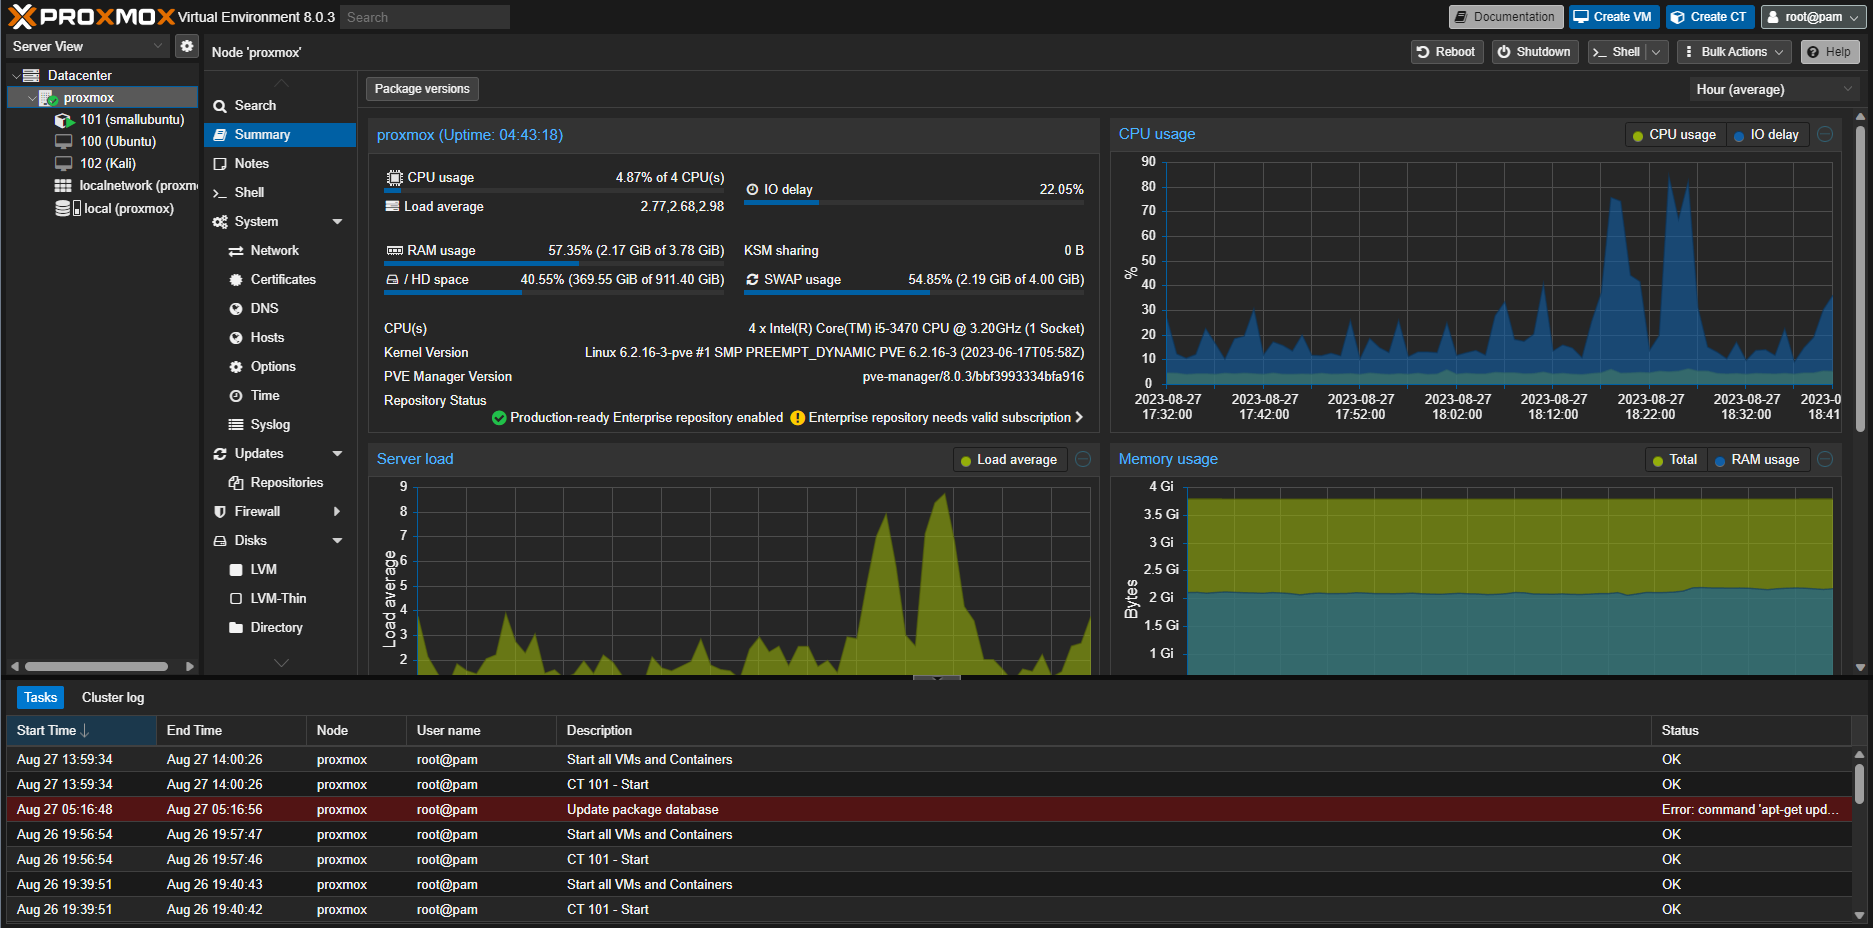 PROXMOX Virtual Environment 8.0.3 Search Documentation Create VM Create CT root@pam
Server View
Node 'proxmox' Reboot Shutdown Shell Bulk Actions Help
Datacenter
proxmox
101 (smallubuntu)
100 (Ubuntu)
102 (Kali)
localnetwork (proxm
local (proxmox)
Search
Summary
Notes
Shell
System
Network
Certificates
DNS
Hosts
Options
Time
Syslog
Updates
Repositories
Firewall
Disks
LVM
LVM-Thin
Directory
Package versions Hour (average)
proxmox (Uptime: 04:43:18)
CPU usage 4.87% of 4 CPU(s)
IO delay 22.05%
Load average 2.77,2.68,2.98
RAM usage 57.35% (2.17 GiB of 3.78 GiB) KSM sharing 0 B
/ HD space 40.55% (369.55 GiB of 911.40 GiB) SWAP usage 54.85% (2.19 GiB of 4.00 GiB)
CPU(s) 4 x Intel(R) Core(TM) i5-3470 CPU @ 3.20GHz (1 Socket)
Kernel Version Linux 6.2.16-3-pve #1 SMP PREEMPT_DYNAMIC PVE 6.2.16-3 (2023-06-17T05:58Z)
PVE Manager Version pve-manager/8.0.3/bbf3993334bfa916
Repository Status
Production-ready Enterprise repository enabled Enterprise repository needs valid subscription
CPU usage CPU usage IO delay
90
80
70
60
50
40
30
20
10
0
%
2023-08-27 2023-08-27 2023-08-27 2023-08-27 2023-08-27 2023-08-27 2023-08-27 2023-0
17:32:00 17:42:00 17:52:00 18:02:00 18:12:00 18:22:00 18:32:00 18:41
Server load Load average
9
8
7
6
5
4
3
2
Load average
Memory usage Total RAM usage
4 Gi
3.5 Gi
3 Gi
2.5 Gi
2 Gi
1.5 Gi
1 Gi
Bytes
Tasks Cluster log
Start Time End Time Node User name Description Status
Aug 27 13:59:34 Aug 27 14:00:26 proxmox root@pam Start all VMs and Containers OK
Aug 27 13:59:34 Aug 27 14:00:26 proxmox root@pam CT 101 - Start OK
Aug 27 05:16:48 Aug 27 05:16:56 proxmox root@pam Update package database Error: command 'apt-get upd...
Aug 26 19:56:54 Aug 26 19:57:47 proxmox root@pam Start all VMs and Containers OK
Aug 26 19:56:54 Aug 26 19:57:46 proxmox root@pam CT 101 - Start OK
Aug 26 19:39:51 Aug 26 19:40:43 proxmox root@pam Start all VMs and Containers OK
Aug 26 19:39:51 Aug 26 19:40:42 proxmox root@pam CT 101 - Start OK